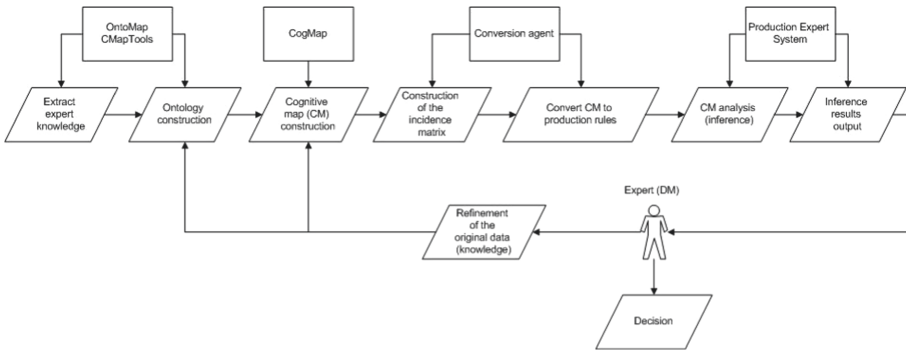 OntoMap
CMapTools
CogMap
Conversion agent
Production Expert
System
Extract
expert
knowledge
Ontology
construction
Cognitive
map (CM)
construction
Construction
of the
incidence
matrix
Convert CM to
production rules
CM analysis
(inference)
Inference
results
output
Expert (DM)
Refinement
of the
original data
(knowledge)
Decision